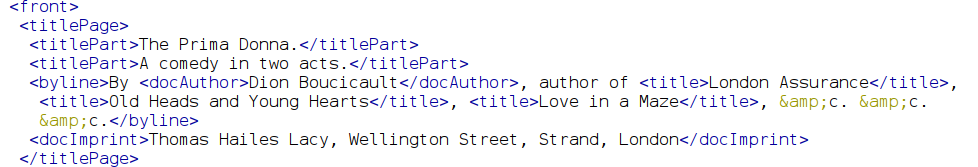 <front>
<titlePage>
<titlePart>The Prima Donna.</titlePart>
<titlePart>A comedy in two acts.</titlePart>
<byline>By <docAuthor>Dion Boucicault</docAuthor>, author of <title>London Assurance</title>,
<title>Old Heads and Young Hearts</title>, <title>Love in a Maze</title>, &amp;c. &amp;c.
&amp;c.</byline>
<docImprint>Thomas Hailes Lacy, Wellington Street, Strand, London</docImprint>
</titlePage>